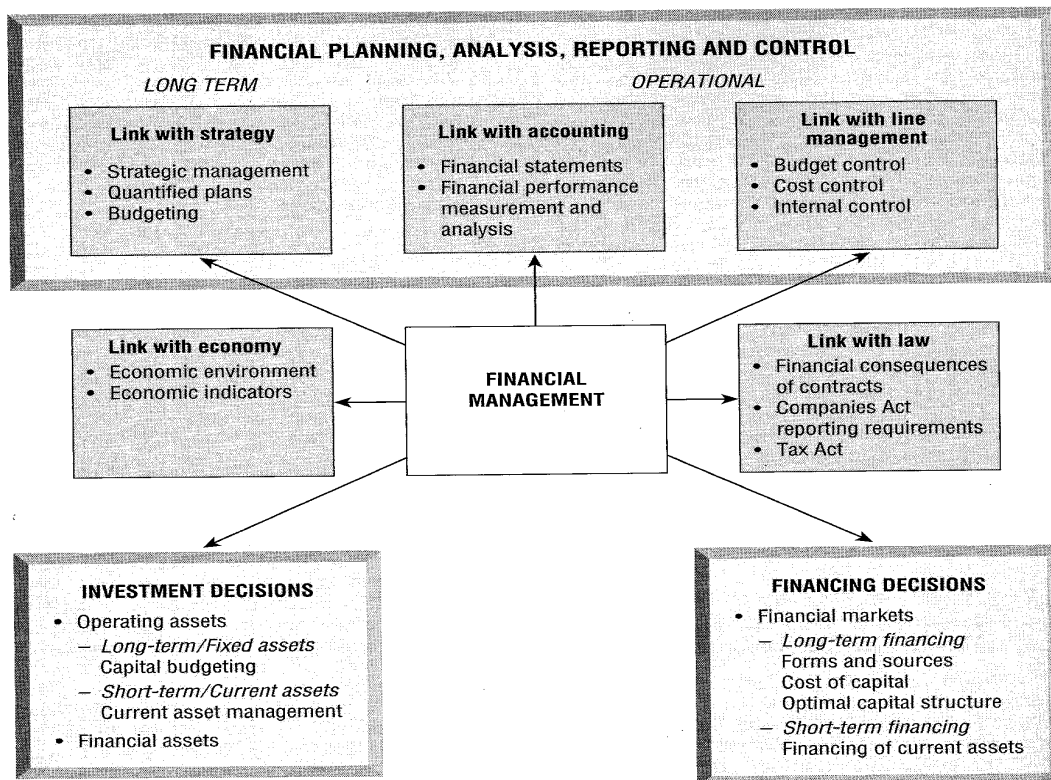 FINANCIAL PLANNING, ANALYSIS, REPORTING AND CONTROL
LONG TERM
OPERATIONAL
Link with strategy
• Strategic management
• Quantified plans
• Budgeting
Link with accounting
• Financial statements
• Financial performance
measurement and
analysis
Link with line
management
• Budget control
• Cost control
• Internal control
Link with economy
• Economic environment
• Economic indicators
FINANCIAL
MANAGEMENT
Link with law
• Financial consequences
of contracts
• Companies Act
reporting requirements
• Tax Act
INVESTMENT DECISIONS
• Operating assets
– Long-term/Fixed assets
Capital budgeting
– Short-term/Current assets
Current asset management
• Financial assets
FINANCING DECISIONS
• Financial markets
– Long-term financing
Forms and sources
Cost of capital
Optimal capital structure
– Short-term financing
Financing of current assets